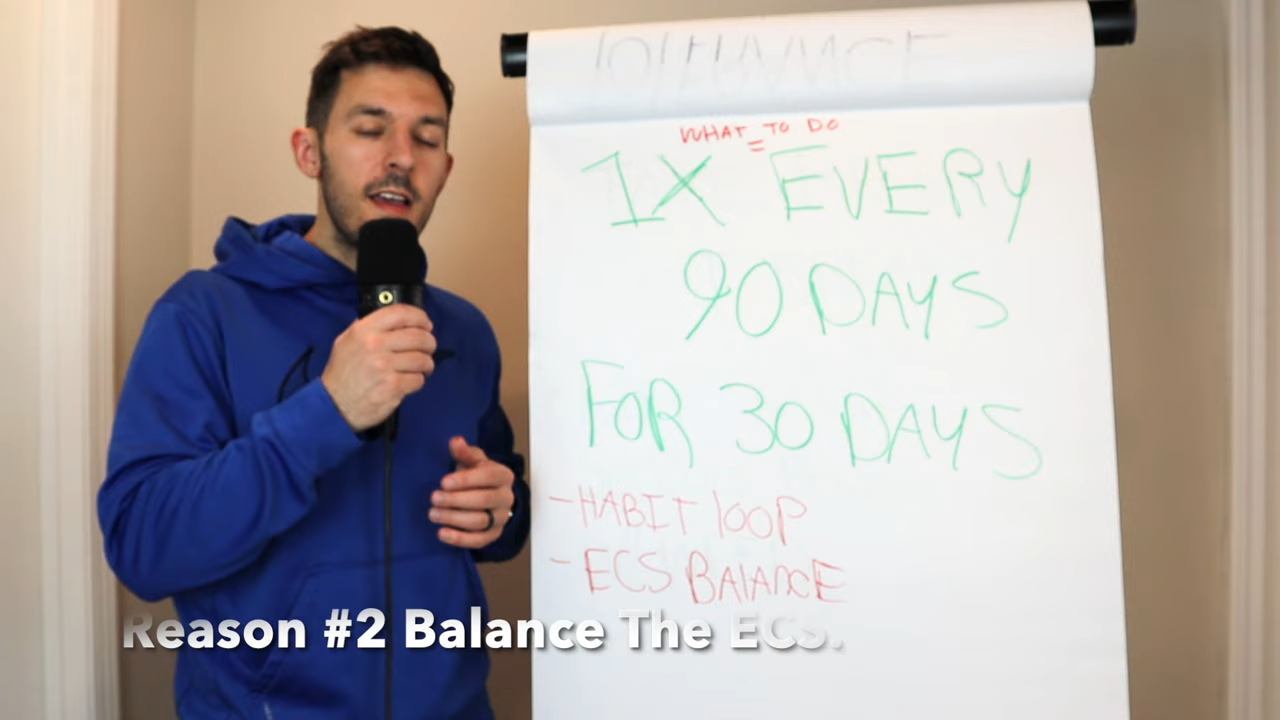 TOLERANCE
WHAT TO DO
1X EVERY
90 DAYS
FOR 30 DAYS
- HABIT LOOP
- ECS BALANCE
Reason #2 Balance The ECS.